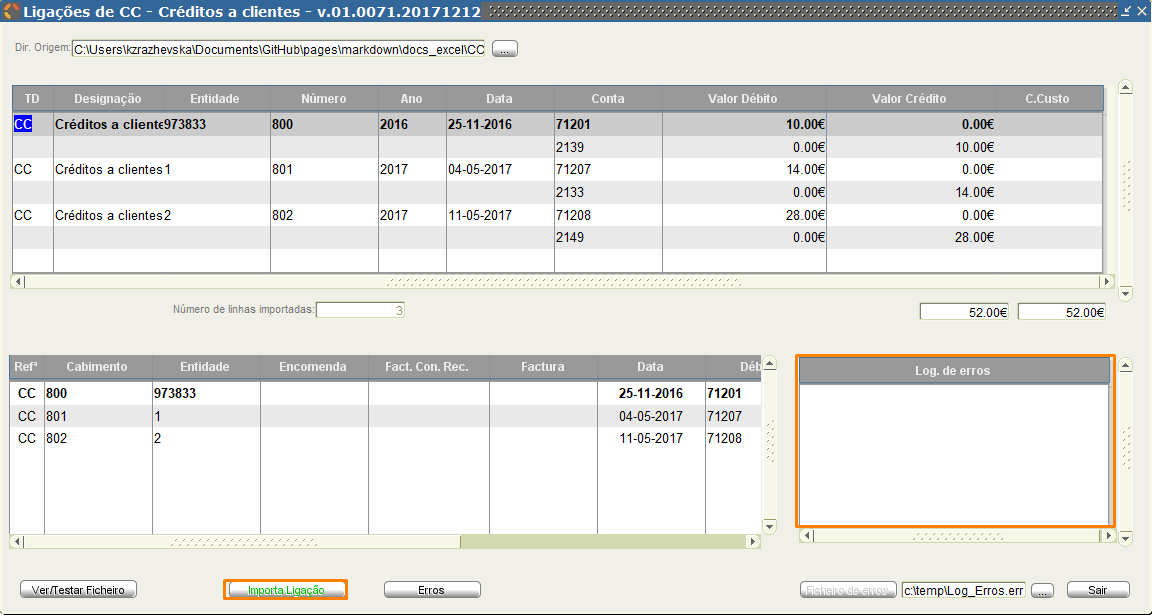 Ligações de CC - Créditos a clientes - v.01.0071.20171212
Dir. Origem: C:\Users\kzrazhevska\Documents\GitHub\pages\markdown\docs_excel\CC ...
TD Designação Entidade Número Ano Data Conta Valor Débito Valor Crédito C.Custo
CC Créditos a cliente 973833 800 2016 25-11-2016 71201 10.00€ 0.00€
2139 0.00€ 10.00€
CC Créditos a clientes 1 801 2017 04-05-2017 71207 14.00€ 0.00€
2133 0.00€ 14.00€
CC Créditos a clientes 2 802 2017 11-05-2017 71208 28.00€ 0.00€
2149 0.00€ 28.00€
Número de linhas importadas: 3 52.00€ 52.00€
Refª Cabimento Entidade Encomenda Fact. Con. Rec. Factura Data Déb
CC 800 973833 25-11-2016 71201
CC 801 1 04-05-2017 71207
CC 802 2 11-05-2017 71208
Log. de erros
Ver/Testar Ficheiro Importa Ligação Erros Ficheiro de erros c:\temp\Log_Erros.err ... Sair